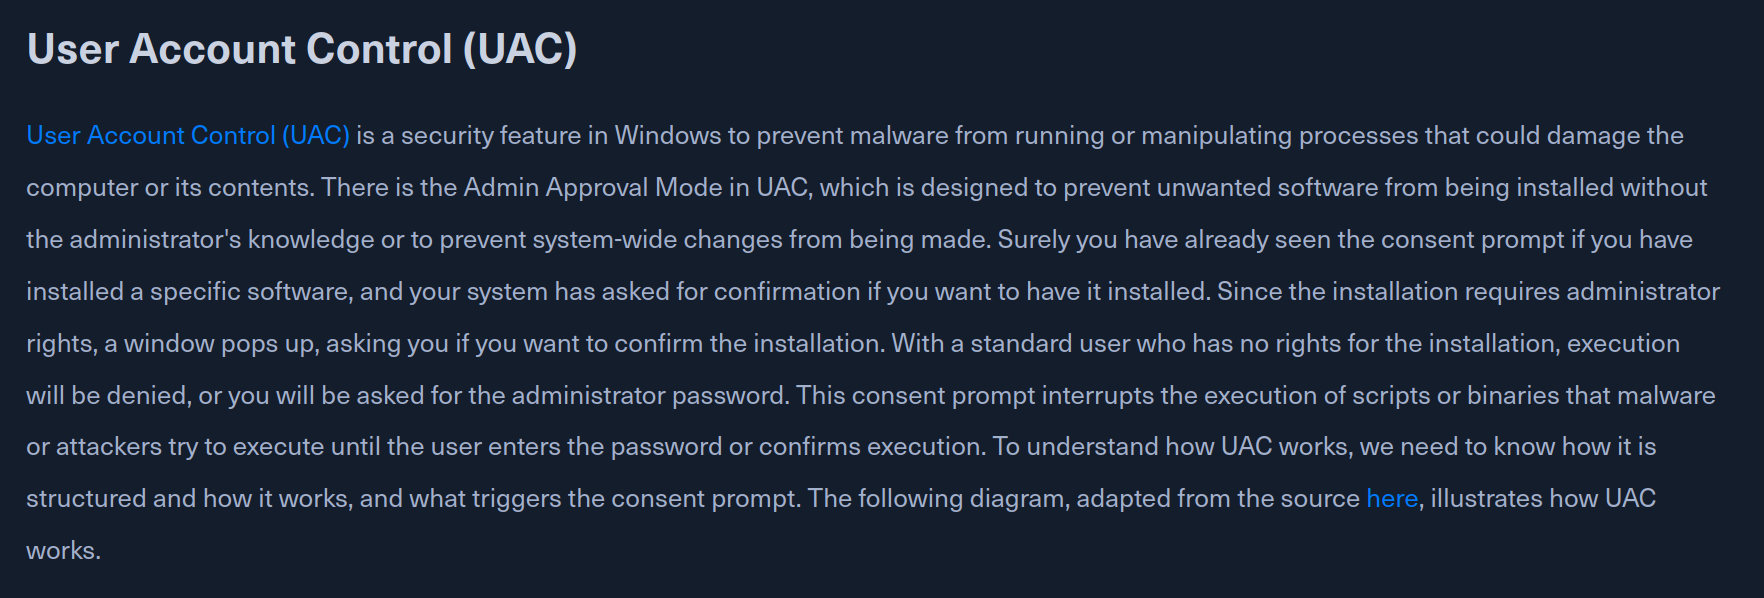 User Account Control (UAC)
User Account Control (UAC) is a security feature in Windows to prevent malware from running or manipulating processes that could damage the
computer or its contents. There is the Admin Approval Mode in UAC, which is designed to prevent unwanted software from being installed without
the administrator's knowledge or to prevent system-wide changes from being made. Surely you have already seen the consent prompt if you have
installed a specific software, and your system has asked for confirmation if you want to have it installed. Since the installation requires administrator
rights, a window pops up, asking you if you want to confirm the installation. With a standard user who has no rights for the installation, execution
will be denied, or you will be asked for the administrator password. This consent prompt interrupts the execution of scripts or binaries that malware
or attackers try to execute until the user enters the password or confirms execution. To understand how UAC works, we need to know how it is
structured and how it works, and what triggers the consent prompt. The following diagram, adapted from the source here, illustrates how UAC
works.